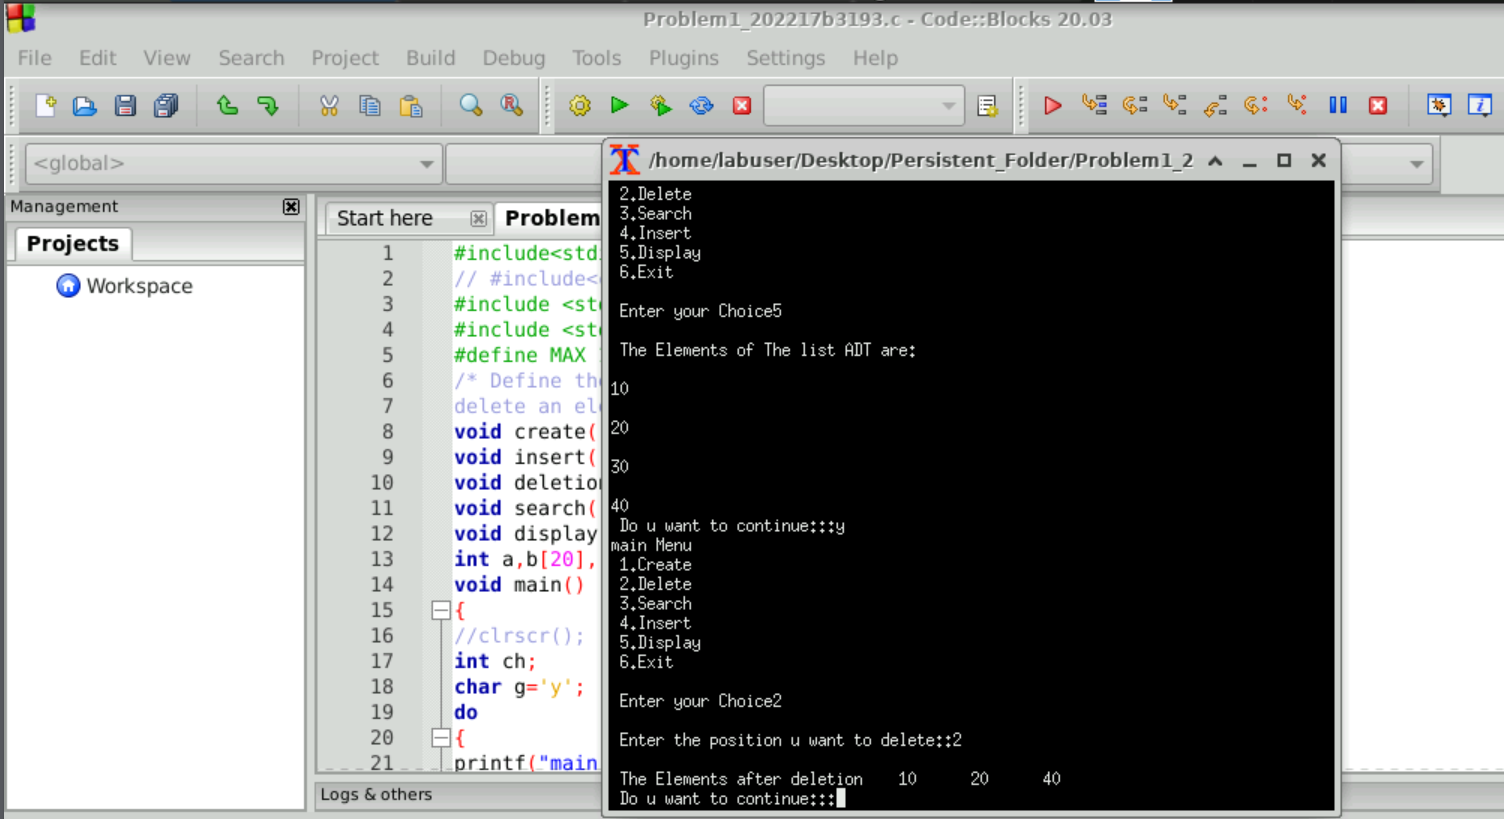 Problem1_202217b3193.c - Code::Blocks 20.03
File Edit View Search Project Build Debug Tools Plugins Settings Help
<global>
Management
Projects
Workspace
Start here
Problem
1 #include<std
2 // #include<
3 #include <st
4 #include <st
5 #define MAX
6 /* Define th
7 delete an el
8 void create(
9 void insert(
10 void deletion
11 void search(
12 void display
13 int a,b[20],
14 void main()
15 {
16 //clrscr();
17 int ch;
18 char g='y';
19 do
20 {
21 printf("main
Logs & others
/home/labuser/Desktop/Persistent_Folder/Problem1_2
2.Delete
3.Search
4.Insert
5.Display
6.Exit
Enter your Choice5
The Elements of The list ADT are:
10
20
30
40
Do u want to continue:::y
main Menu
1.Create
2.Delete
3.Search
4.Insert
5.Display
6.Exit
Enter your Choice2
Enter the position u want to delete::2
The Elements after deletion 10 20 40
Do u want to continue:::